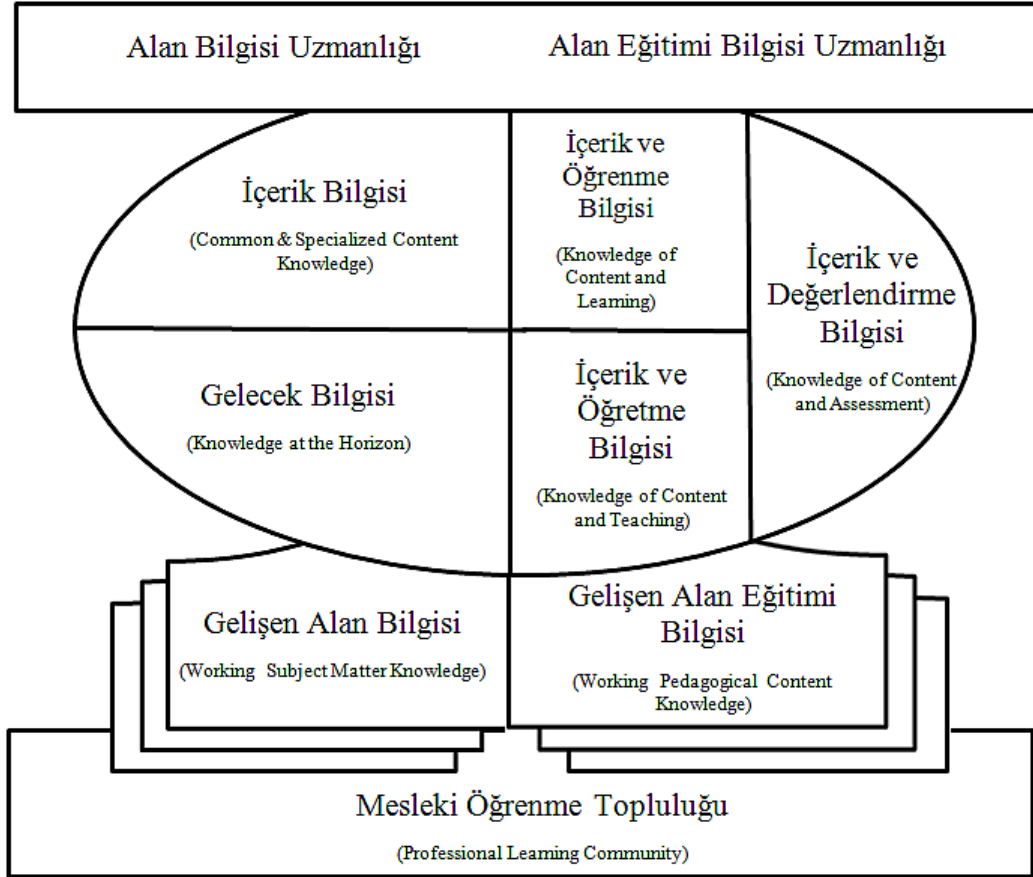 Alan Bilgisi Uzmanlığı
Alan Eğitimi Bilgisi Uzmanlığı
İçerik Bilgisi
(Common & Specialized Content
Knowledge)
İçerik ve
Öğrenme
Bilgisi
(Knowledge of
Content and
Learning)
İçerik ve
Değerlendirme
Bilgisi
(Knowledge of Content
and Assessment)
Gelecek Bilgisi
(Knowledge at the Horizon)
İçerik ve
Öğretme
Bilgisi
(Knowledge of Content
and Teaching)
Gelişen Alan Bilgisi
(Working Subject Matter Knowledge)
Gelişen Alan Eğitimi
Bilgisi
(Working Pedagogical Content
Knowledge)
Mesleki Öğrenme Topluluğu
(Professional Learning Community)